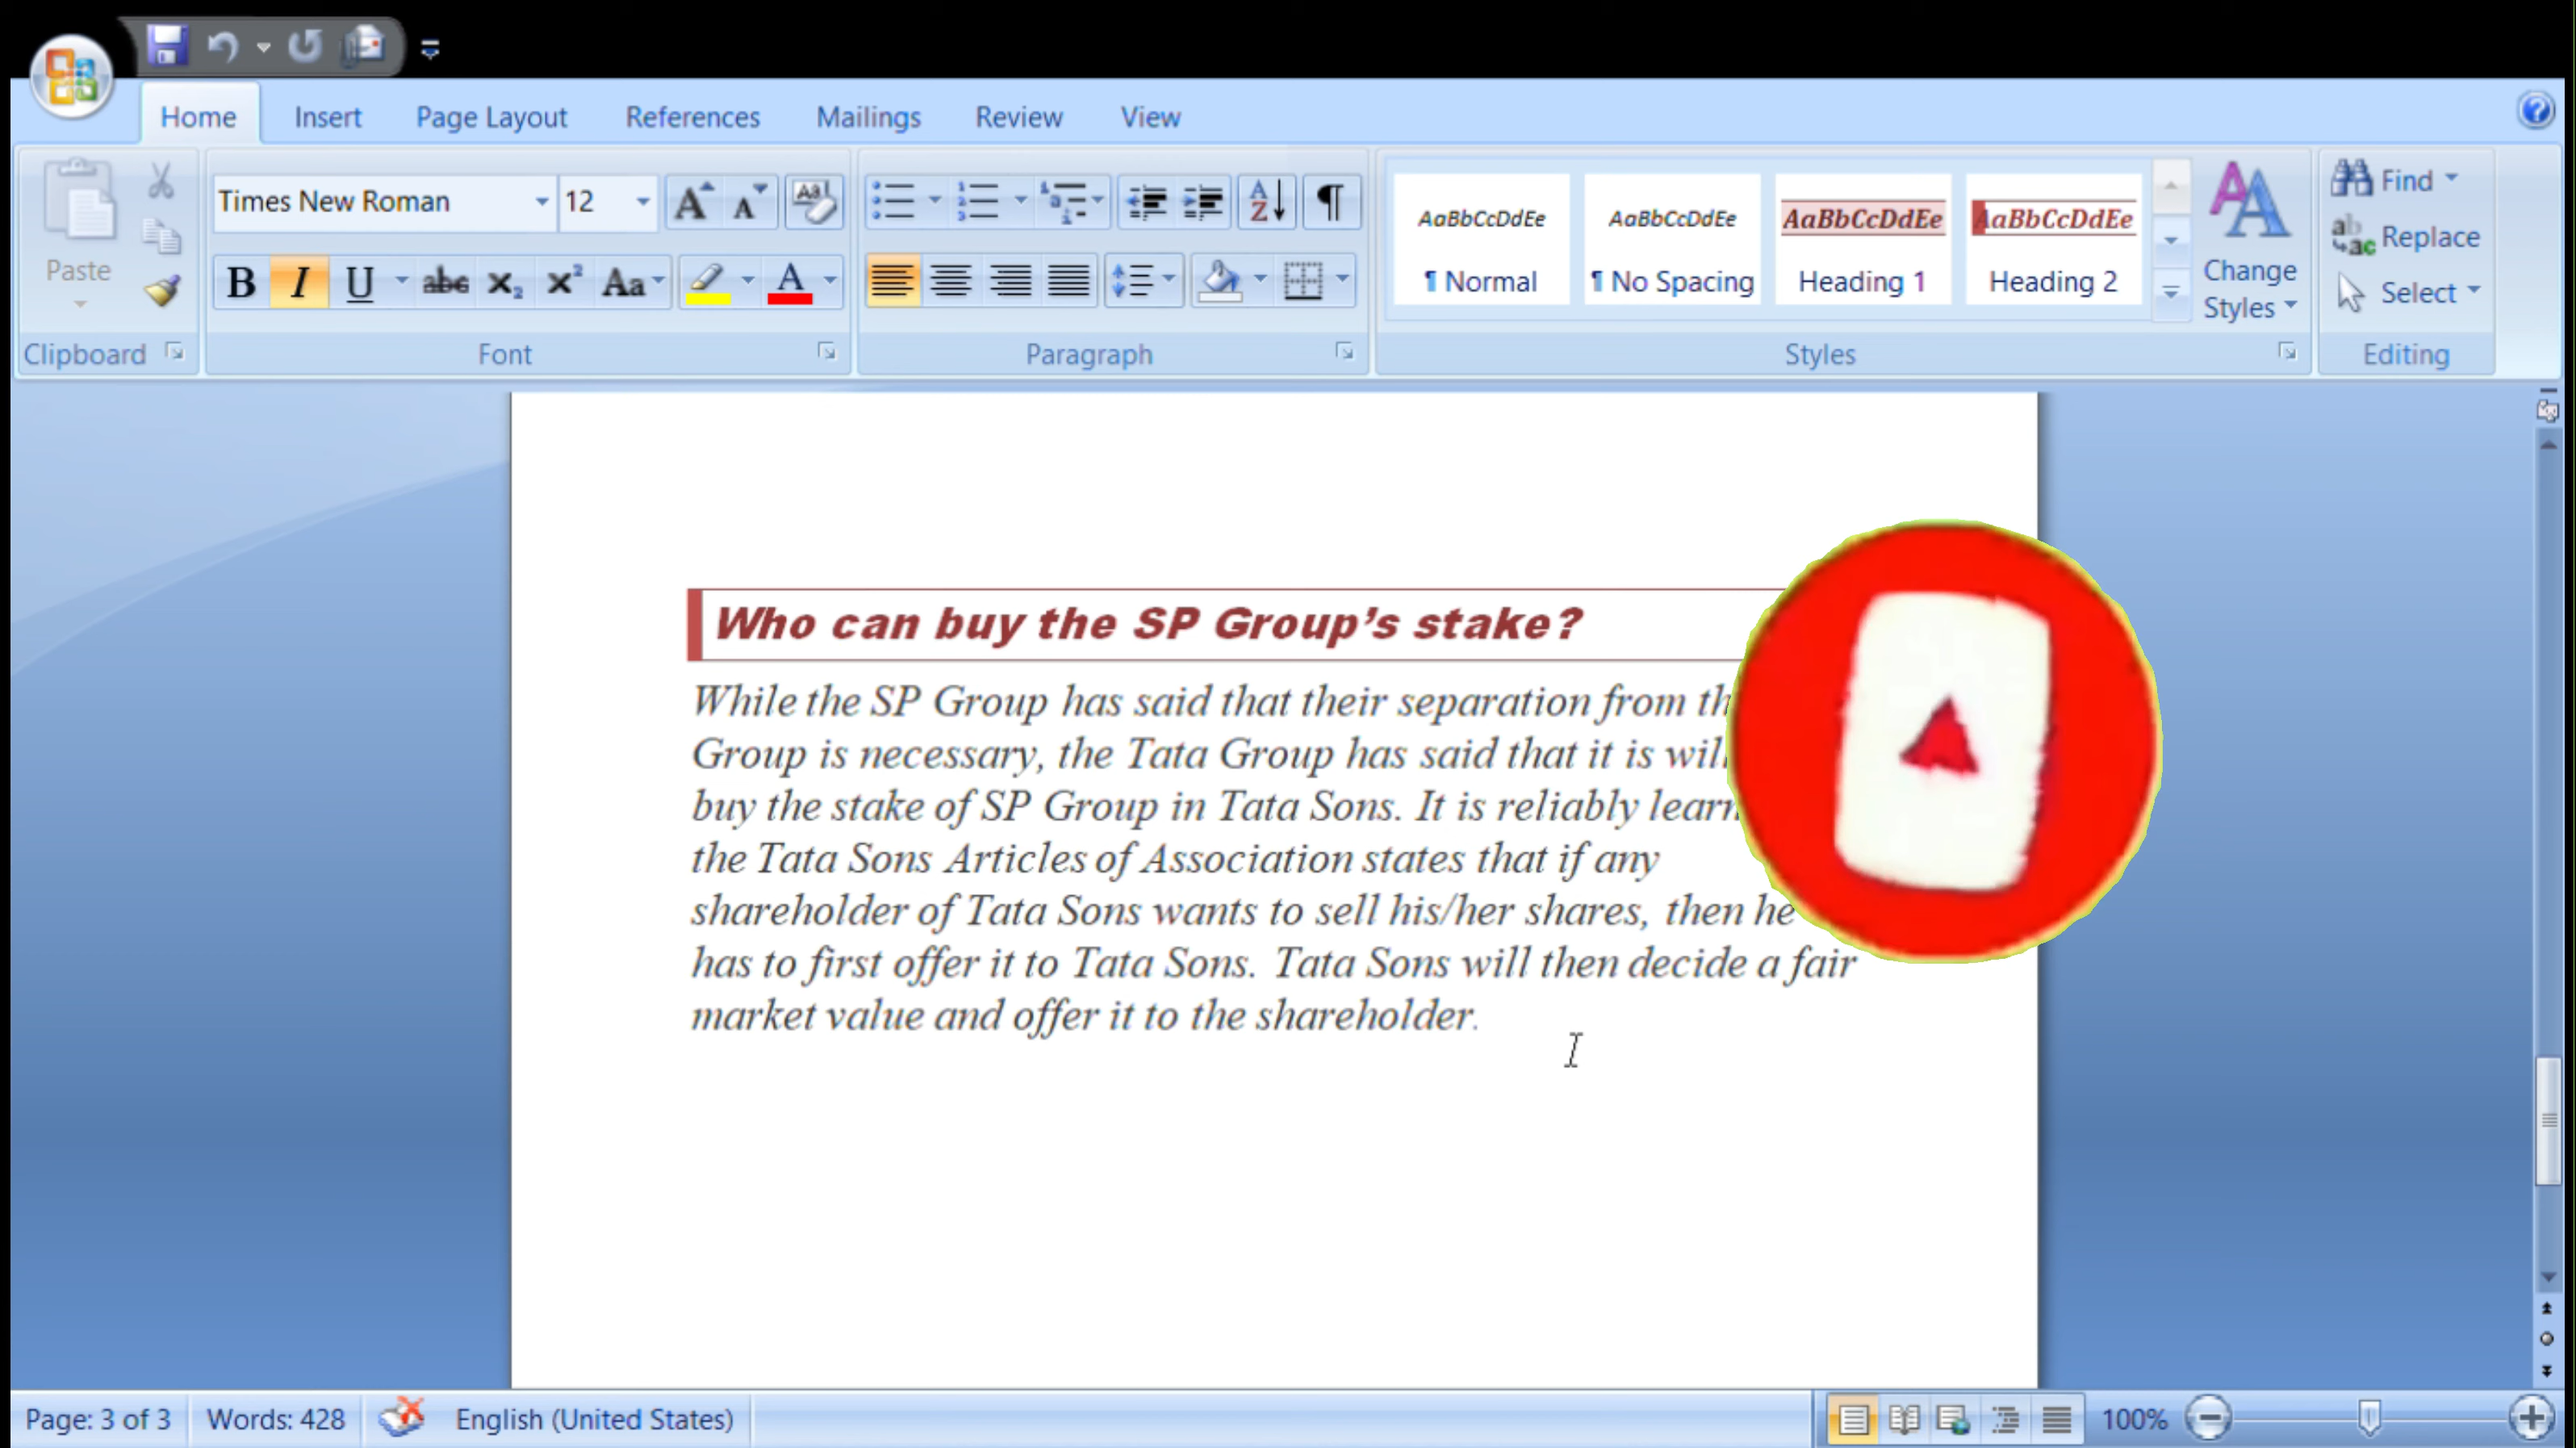 Home Insert Page Layout References Mailings Review View
Times New Roman 12
Paste
Clipboard
Font
Paragraph
AaBbCcDdEe AaBbCcDdEe AaBbCcDdEe AaBbCcDdEe
¶ Normal ¶ No Spacing Heading 1 Heading 2
Change
Styles
Styles
Find
Replace
Select
Editing
Who can buy the SP Group's stake?
While the SP Group has said that their separation from
Group is necessary, the Tata Group has said that it is
buy the stake of SP Group in Tata Sons. It is reliably
the Tata Sons Articles of Association states that if any
shareholder of Tata Sons wants to sell his/her shares, then he
has to first offer it to Tata Sons. Tata Sons will then decide a fair
market value and offer it to the shareholder.
Page: 3 of 3 Words: 428 English (United States) 100%